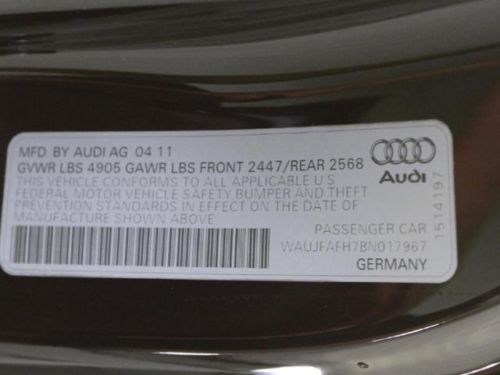 MFD. BY AUDI AG 04 11
GVWR LBS 4905 GAWR LBS FRONT 2447/REAR 2568
THIS VEHICLE CONFORMS TO ALL APPLICABLE U S
FEDERAL MOTOR VEHICLE SAFETY BUMPER AND THEFT
PREVENTION STANDARDS IN EFFECT ON THE DATE OF
MANUFACTURE SHOWN ABOVE
PASSENGER CAR
WAUJFAFH7BN017967
GERMANY
Audi
1514197